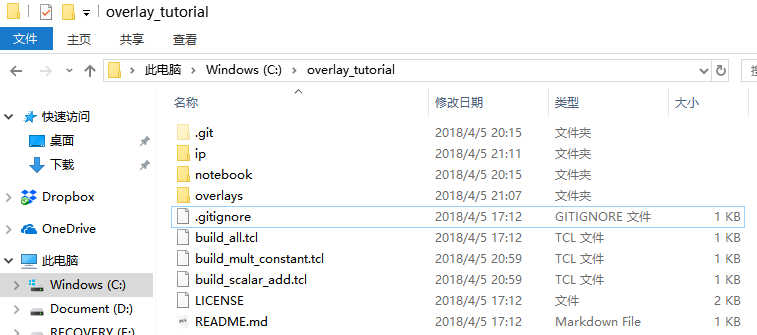 overlay_tutorial
文件 主页 共享 查看
此电脑 Windows (C:) overlay_tutorial
名称 修改日期 类型 大小
快速访问
桌面
下载
Dropbox
OneDrive
此电脑
Windows (C:)
Document (D:)
RECOVERY (E:)
.git 2018/4/5 20:15 文件夹
ip 2018/4/5 21:11 文件夹
notebook 2018/4/5 20:15 文件夹
overlays 2018/4/5 21:07 文件夹
.gitignore 2018/4/5 17:12 GITIGNORE 文件 1 KB
build_all.tcl 2018/4/5 17:12 TCL 文件 1 KB
build_mult_constant.tcl 2018/4/5 20:59 TCL 文件 1 KB
build_scalar_add.tcl 2018/4/5 20:59 TCL 文件 1 KB
LICENSE 2018/4/5 17:12 文件 2 KB
README.md 2018/4/5 17:12 Markdown File 1 KB